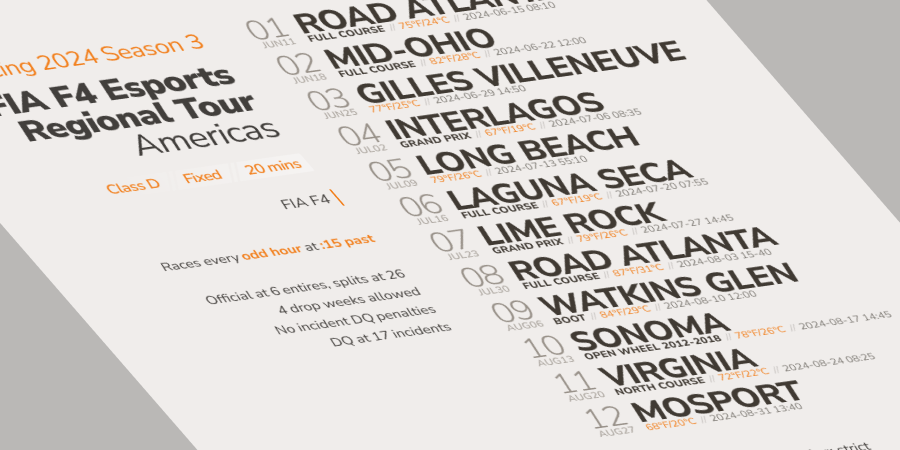 ing 2024 Season 3
FIA F4 Esports
Regional Tour
Americas
Class D Fixed 20 mins
FIA F4
Races every odd hour at :15 past
Official at 6 entires, splits at 26
4 drop weeks allowed
No incident DQ penalties
DQ at 17 incidents
01 ROAD ATLANTA
JUN11 FULL COURSE // 75°F/24°C // 2024-06-15 08:10
02 MID-OHIO
JUN18 FULL COURSE // 82°F/28°C // 2024-06-22 12:00
03 GILLES VILLENEUVE
JUN25 77°F/25°C // 2024-06-29 14:50
04 INTERLAGOS
JUL02 GRAND PRIX // 67°F/19°C // 2024-07-06 08:35
05 LONG BEACH
JUL09 79°F/26°C // 2024-07-13 55:10
06 LAGUNA SECA
JUL16 FULL COURSE // 67°F/19°C // 2024-07-20 07:55
07 LIME ROCK
JUL23 GRAND PRIX // 79°F/26°C // 2024-07-27 14:45
08 ROAD ATLANTA
JUL30 FULL COURSE // 87°F/31°C // 2024-08-03 15-40
09 WATKINS GLEN
AUG06 BOOT // 84°F/29°C // 2024-08-10 12:00
10 SONOMA
AUG13 OPEN WHEEL 2012-2018 // 78°F/26°C // 2024-08-17 14:45
11 VIRGINIA
AUG20 NORTH COURSE // 72°F/22°C // 2024-08-24 08:25
12 MOSPORT
AUG27 68°F/20°C // 2024-08-31 13:40
strict